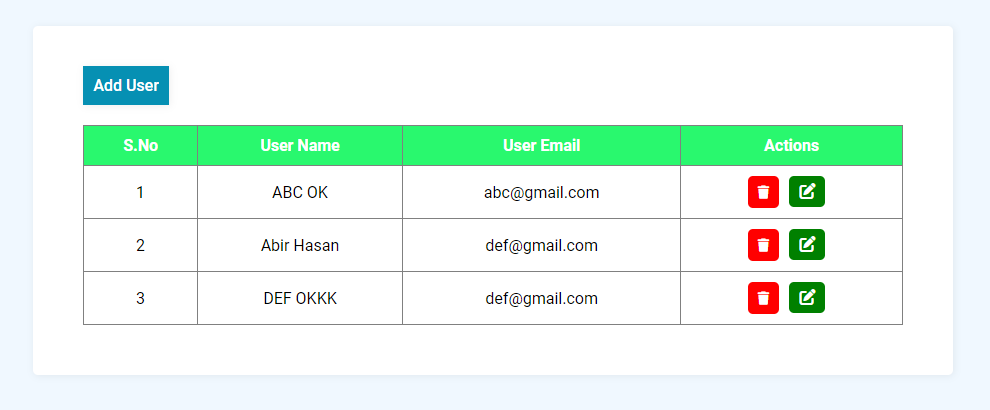 Add User
S.No User Name User Email Actions
1 ABC OK abc@gmail.com
2 Abir Hasan def@gmail.com
3 DEF OKKK def@gmail.com